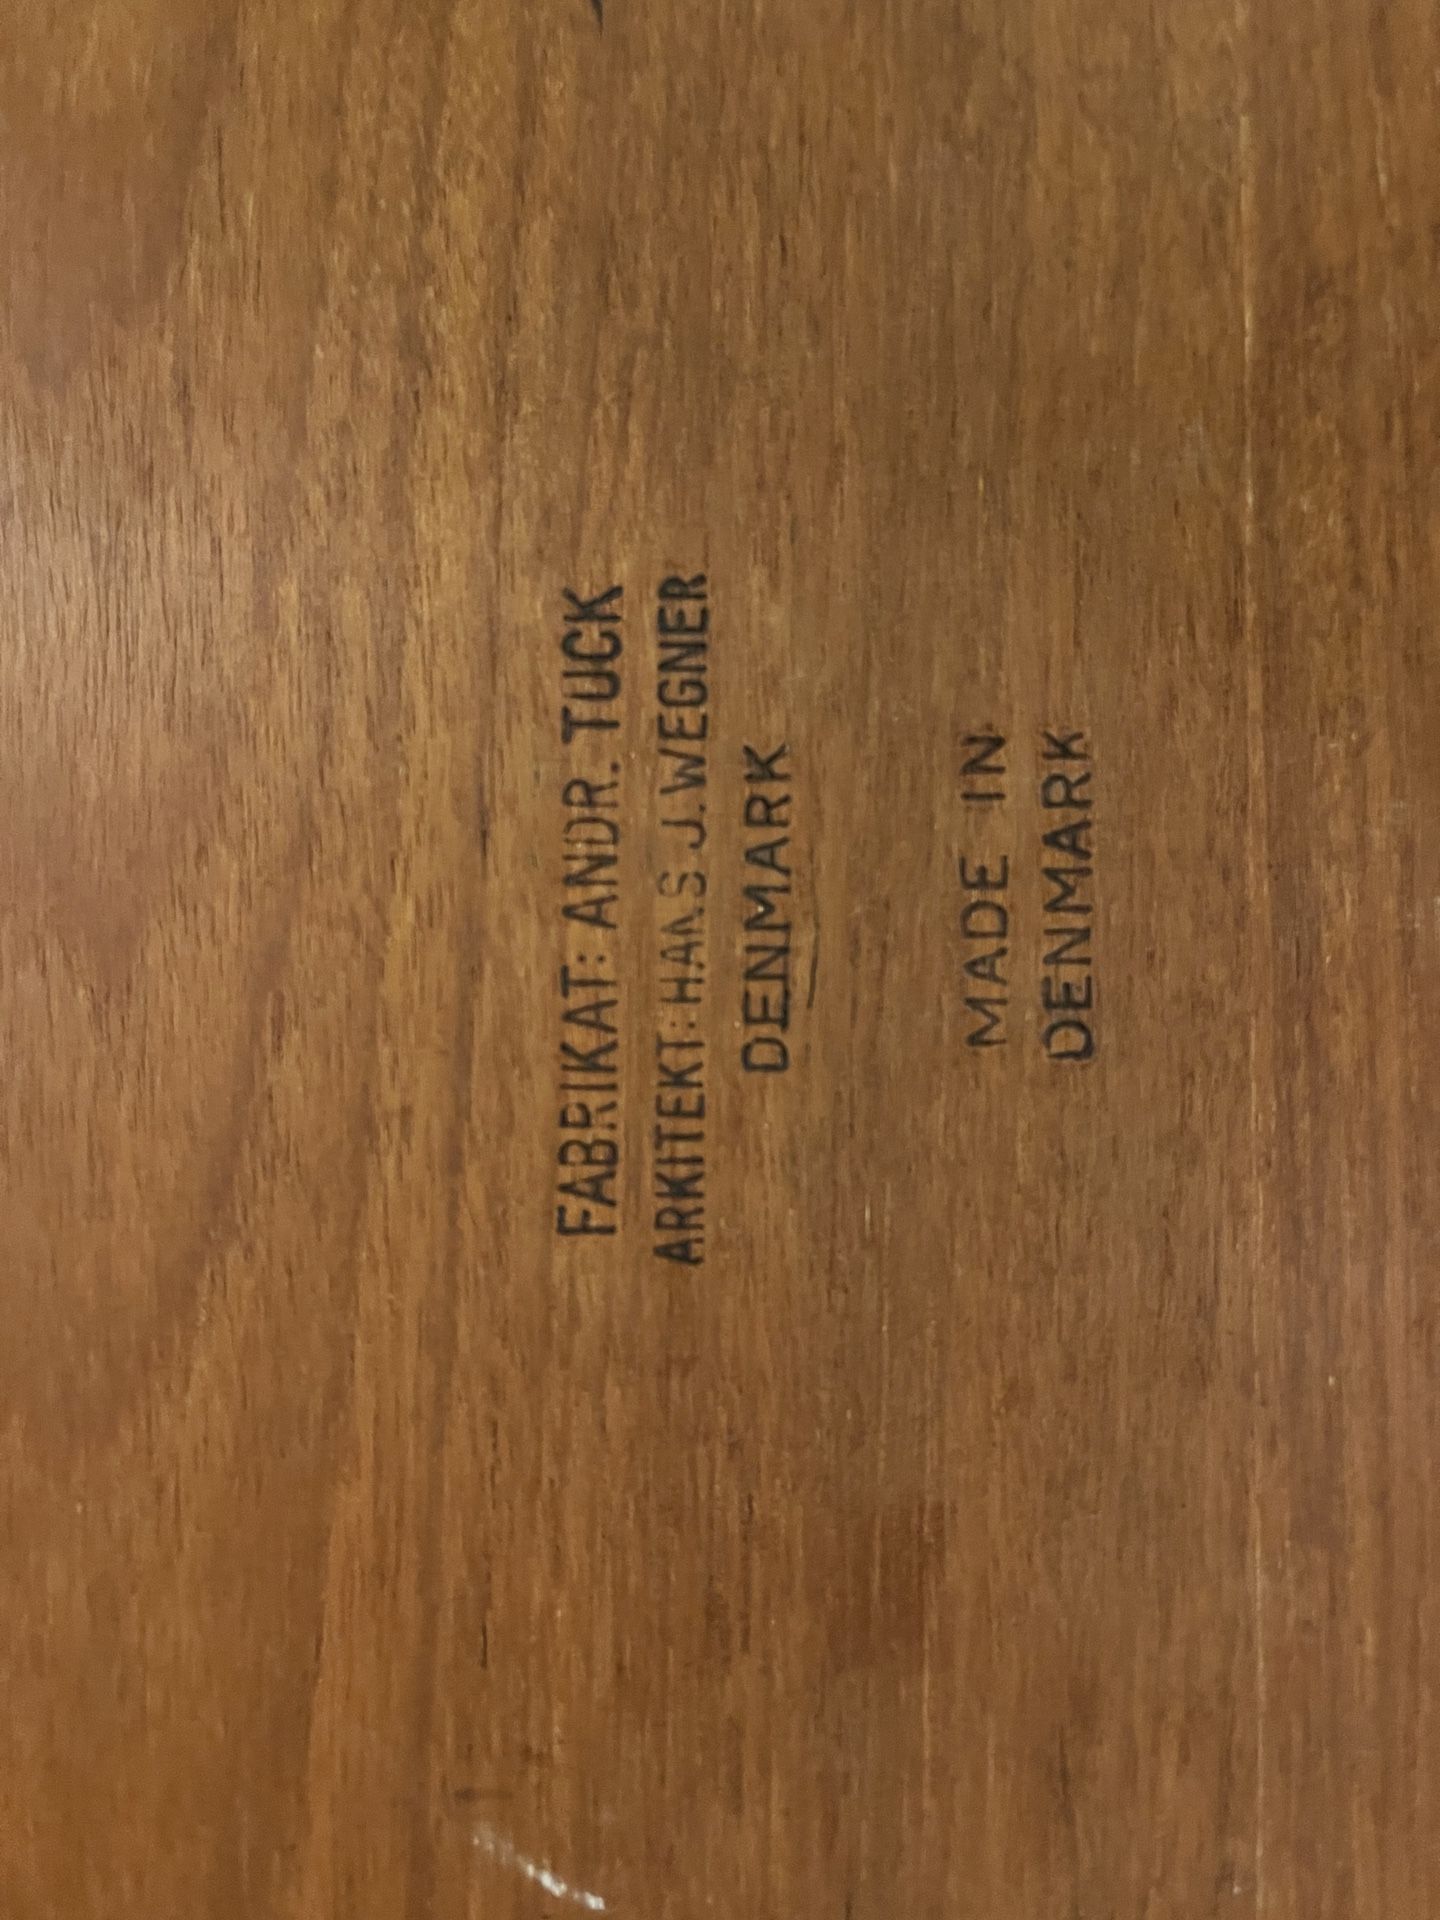 FABRIKAT: ANDR. TUCK
ARKITEKT: HANS J. WEGNER
DENMARK
MADE IN
DENMARK